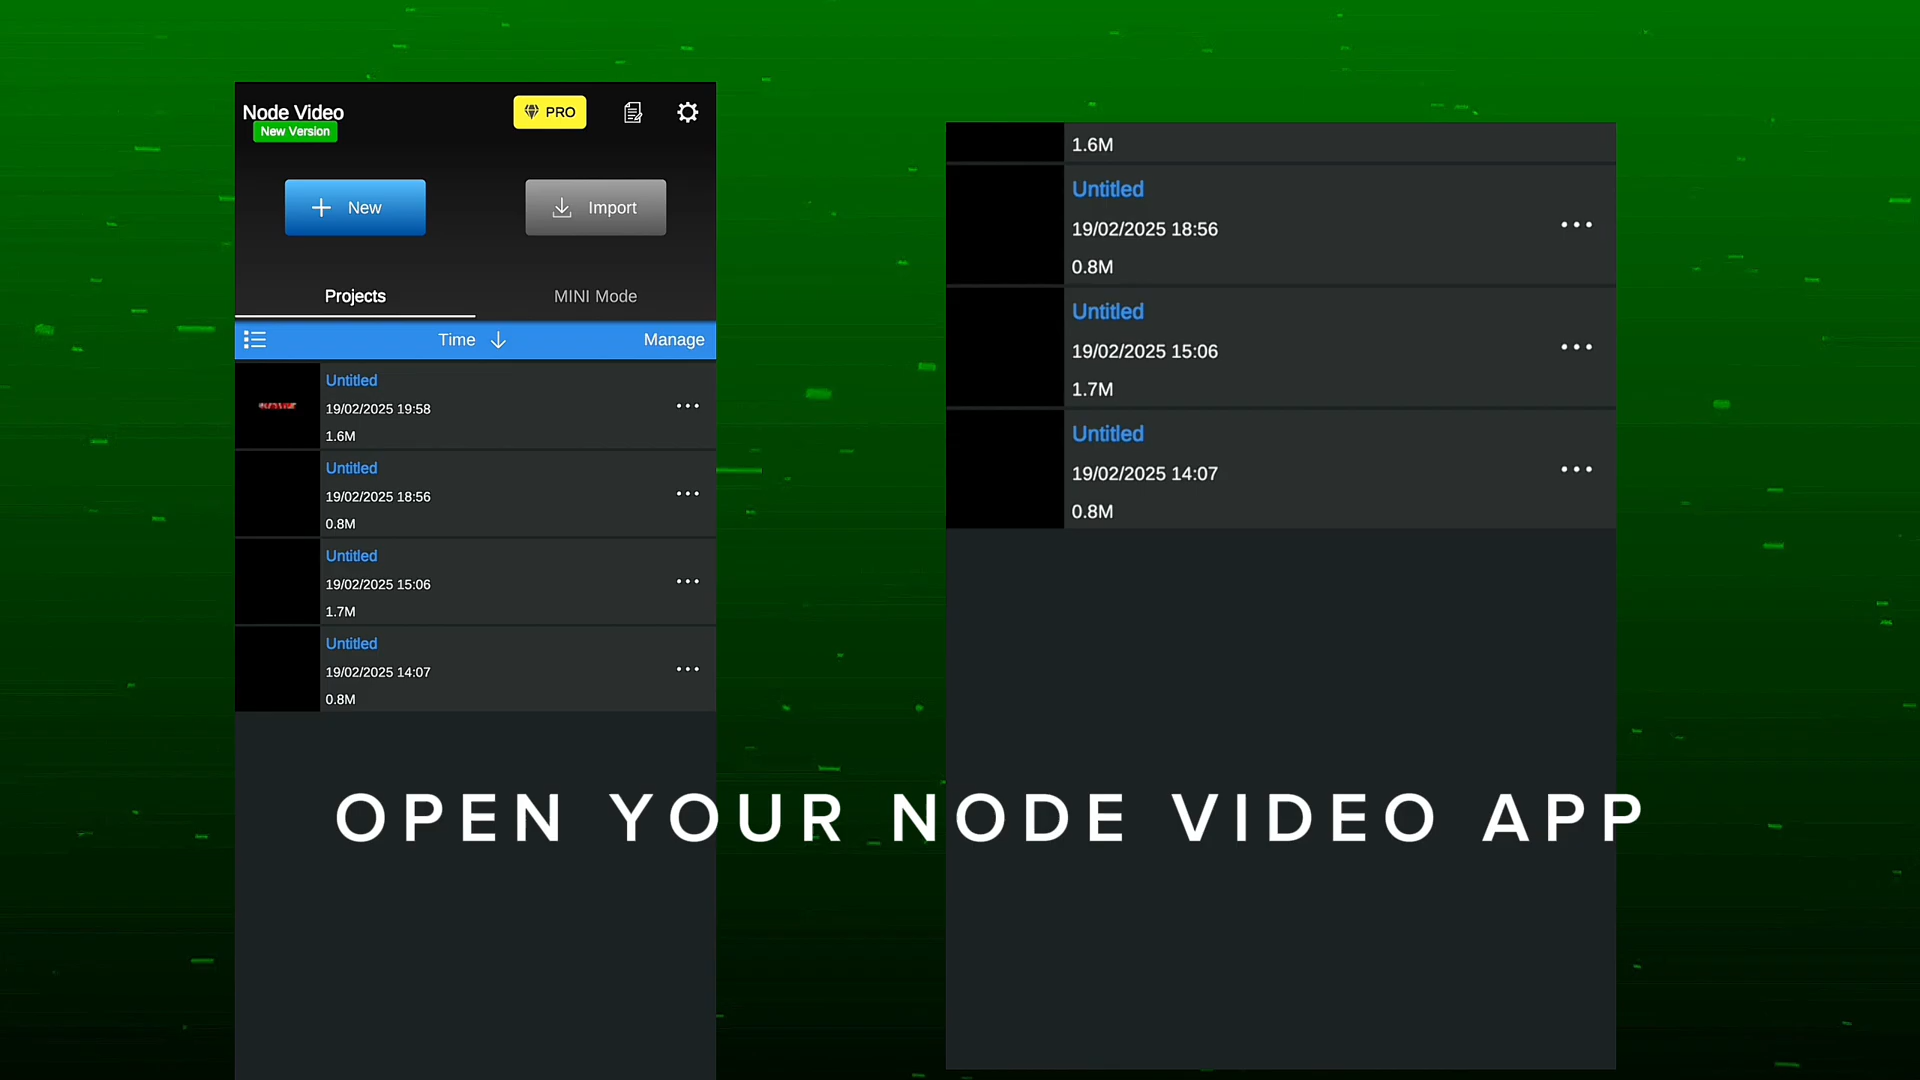 Node Video
New Version
PRO
New
Import
Projects
MINI Mode
Time
Manage
Untitled
19/02/2025 19:58
1.6M
Untitled
19/02/2025 18:56
0.8M
Untitled
19/02/2025 15:06
1.7M
Untitled
19/02/2025 14:07
0.8M
1.6M
Untitled
19/02/2025 18:56
0.8M
Untitled
19/02/2025 15:06
1.7M
Untitled
19/02/2025 14:07
0.8M
OPEN YOUR NODE VIDEO APP